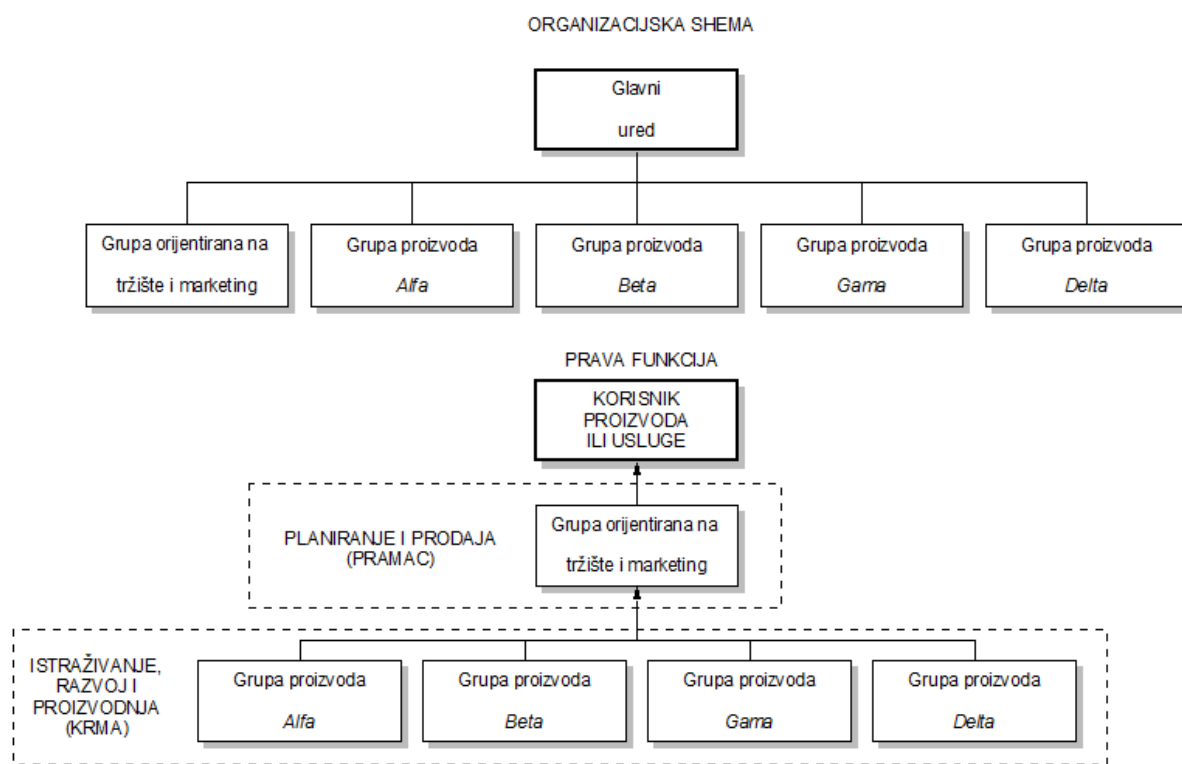 ORGANIZACIJSKA SHEMA
Glavni
ured
Grupa orijentirana na
tržište i marketing
Grupa proizvoda
Alfa
Grupa proizvoda
Beta
Grupa proizvoda
Gama
Grupa proizvoda
Delta
PRAVA FUNKCIJA
KORISNIK
PROIZVODA
ILI USLUGE
PLANIRANJE I PRODAJA
(PRAMAC)
Grupa orijentirana na
tržište i marketing
ISTRAŽIVANJE,
RAZVOJ I
PROIZVODNJA
(KRMA)
Grupa proizvoda
Alfa
Grupa proizvoda
Beta
Grupa proizvoda
Gama
Grupa proizvoda
Delta